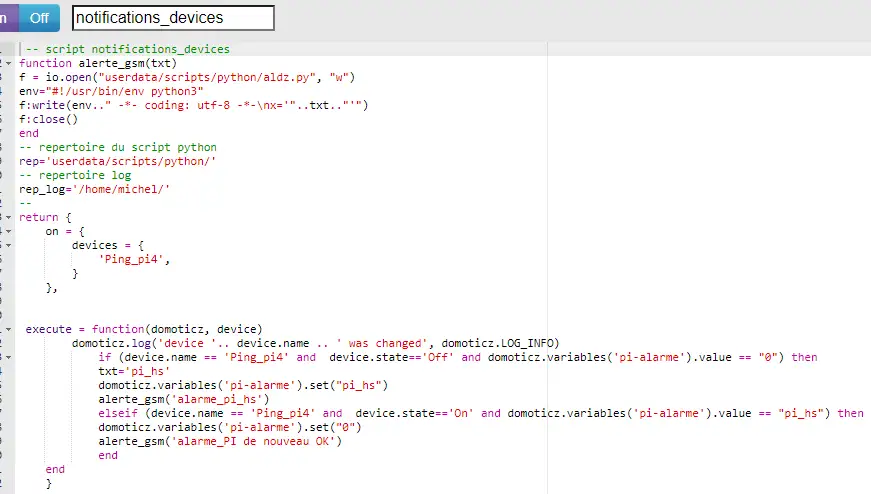 n Off notifications_devices
-- script notifications_devices
function alerte_gsm(txt)
f = io.open("userdata/scripts/python/aldz.py", "w")
env="#!/usr/bin/env python3"
f:write(env.." -*- coding: utf-8 -*-\nx='"..txt.."'")
f:close()
end
-- repertoire du script python
rep='userdata/scripts/python/'
-- repertoire log
rep_log='/home/michel/'
--
return {
on = {
devices = {
'Ping_pi4',
}
},
execute = function(domoticz, device)
domoticz.log('device '.. device.name .. ' was changed', domoticz.LOG_INFO)
if (device.name == 'Ping_pi4' and  device.state=='Off' and domoticz.variables('pi-alarme').value == "0") then
txt='pi_hs'
domoticz.variables('pi-alarme').set("pi_hs")
alerte_gsm('alarme_pi_hs')
elseif (device.name == 'Ping_pi4' and  device.state=='On' and domoticz.variables('pi-alarme').value == "pi_hs") then
domoticz.variables('pi-alarme').set("0")
alerte_gsm('alarme_PI de nouveau OK')
end
end
}